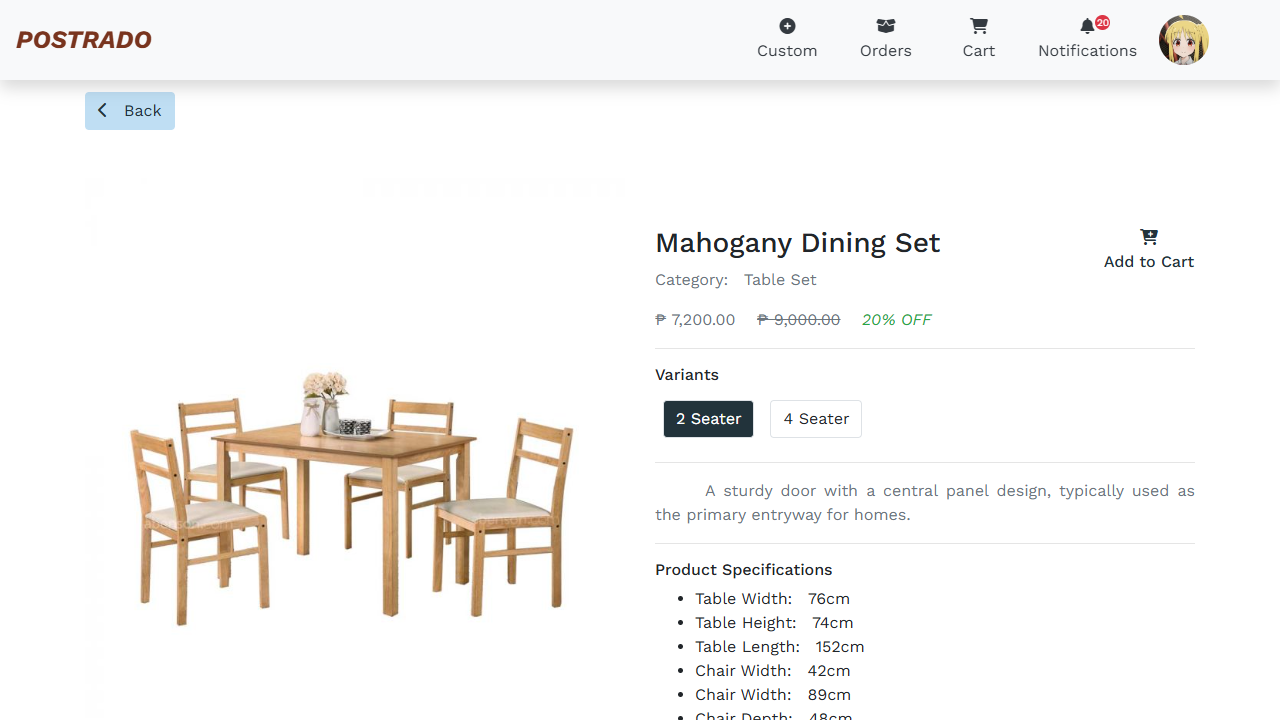 POSTRADO
Custom
Orders
Cart
20
Notifications
Back
Mahogany Dining Set
Add to Cart
Category: Table Set
₱ 7,200.00 ₱ 9,000.00 20% OFF
Variants
2 Seater 4 Seater
A sturdy door with a central panel design, typically used as
the primary entryway for homes.
Product Specifications
Table Width: 76cm
Table Height: 74cm
Table Length: 152cm
Chair Width: 42cm
Chair Width: 89cm
Chair Depth: 48cm